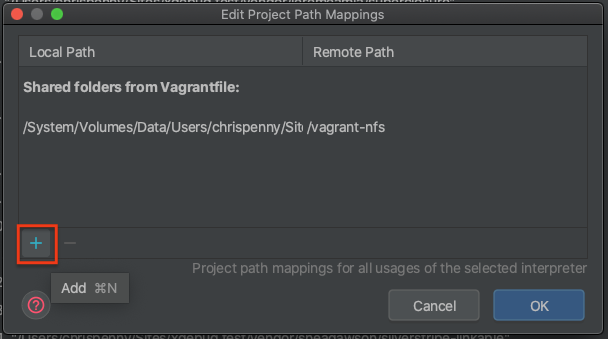 Edit Project Path Mappings
Local Path Remote Path
Shared folders from Vagrantfile:
/System/Volumes/Data/Users/chrispenny/Sit /vagrant-nfs
+ −
Project path mappings for all usages of the selected interpreter
Add ⌘N
? Cancel OK